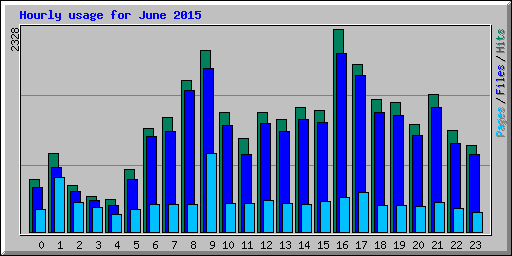 Hourly usage for June 2015
2328
Pages/Files/Hits
0 1 2 3 4 5 6 7 8 9 10 11 12 13 14 15 16 17 18 19 20 21 22 23